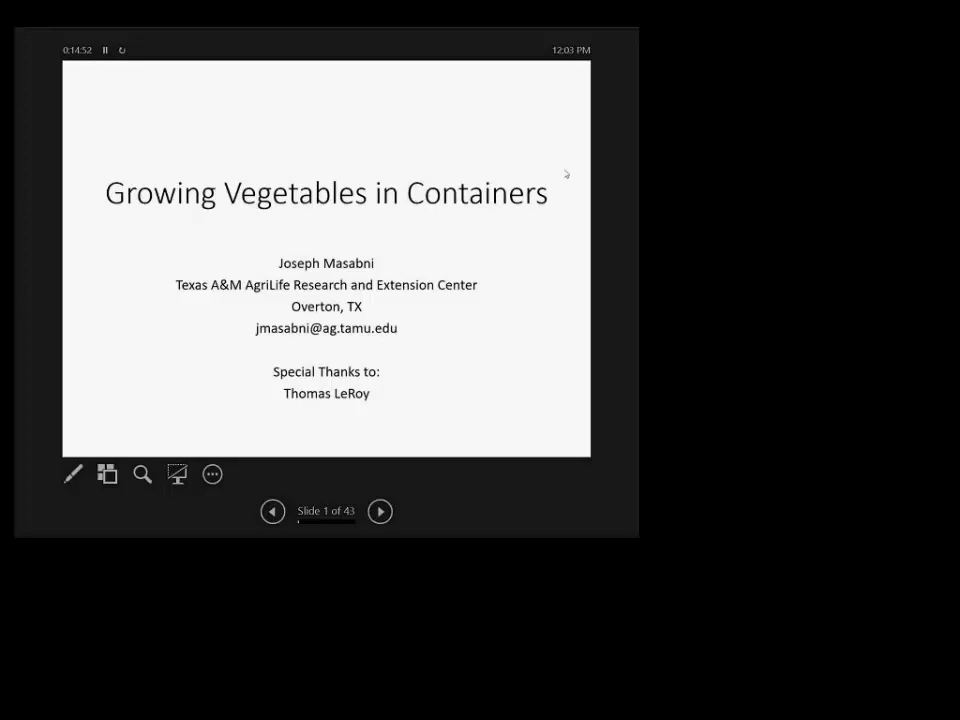 0:14:52
12:03 PM
Growing Vegetables in Containers
Joseph Masabni
Texas A&M AgriLife Research and Extension Center
Overton, TX
jmasabni@ag.tamu.edu
Special Thanks to:
Thomas LeRoy
Slide 1 of 43